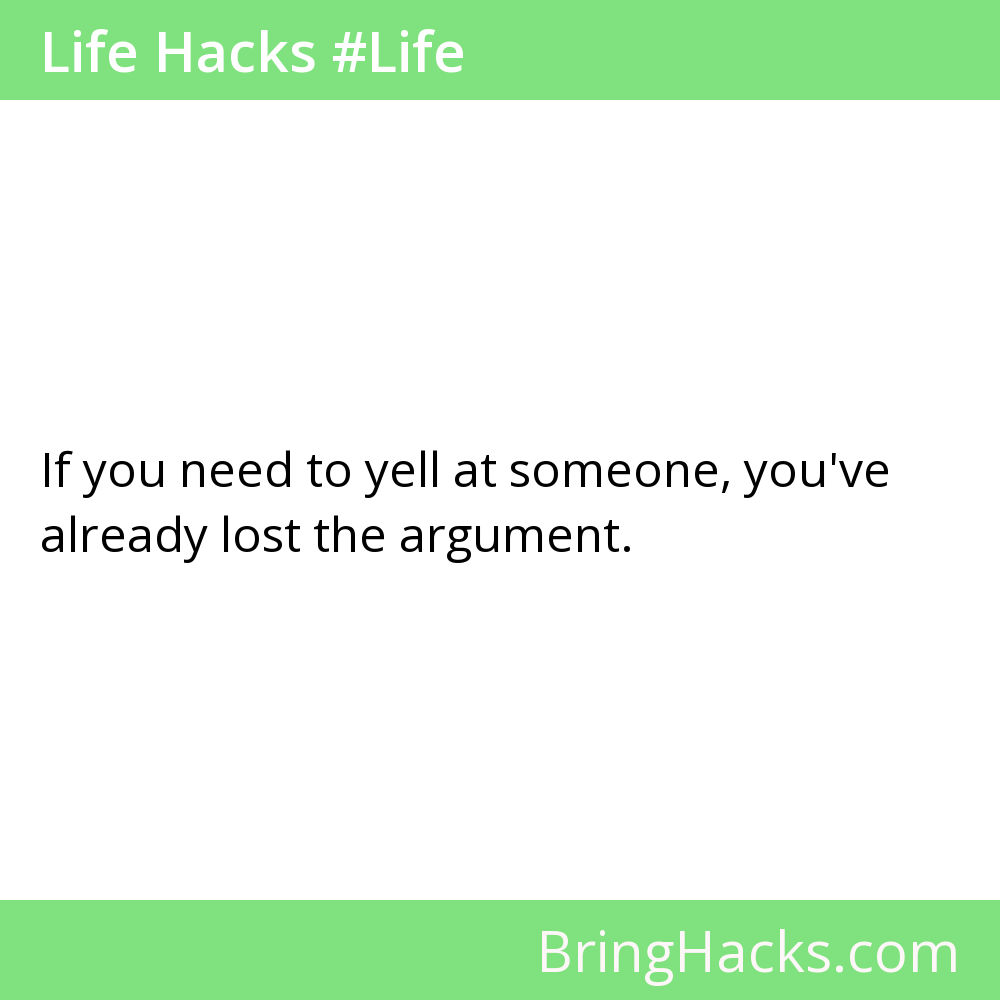 Life Hacks #Life
If you need to yell at someone, you've
already lost the argument.
BringHacks.com